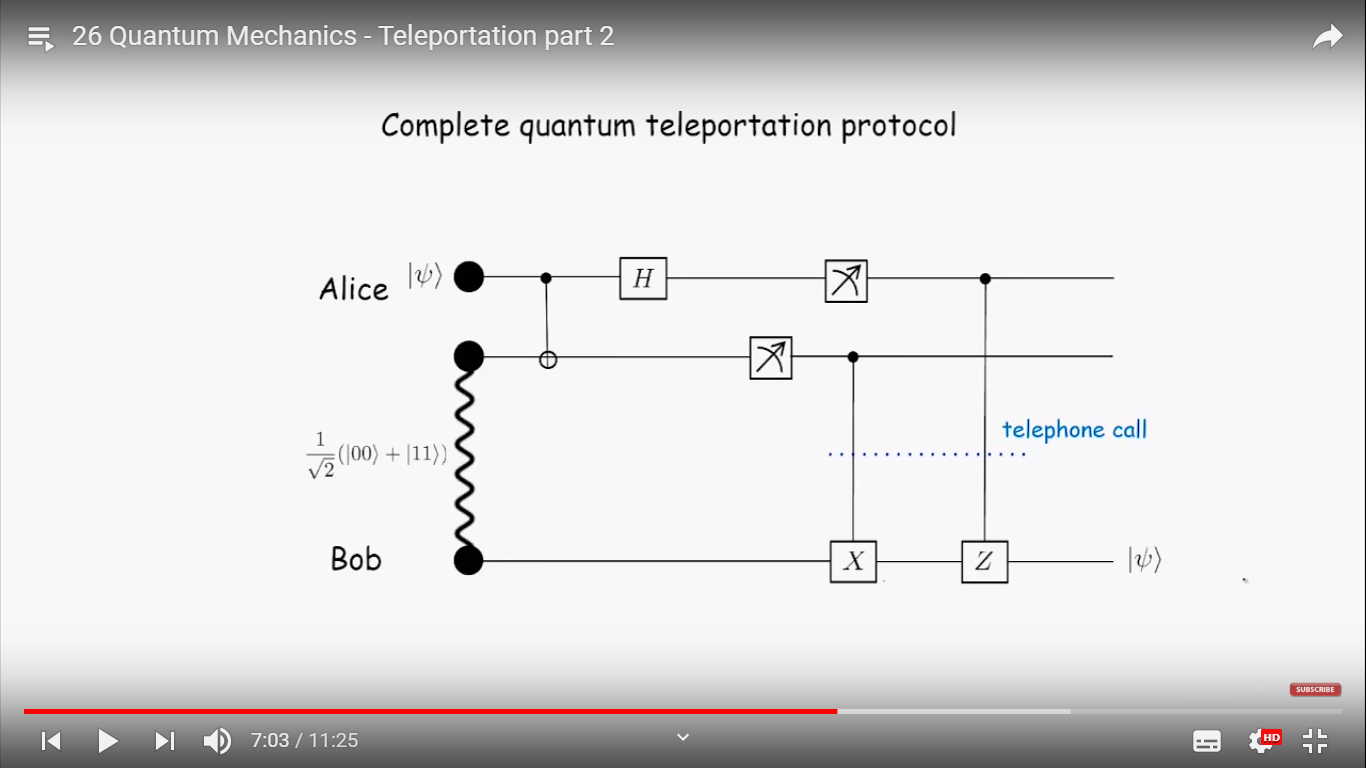 26 Quantum Mechanics - Teleportation part 2
Complete quantum teleportation protocol
Alice |ψ⟩
H
telephone call
1/√2(|00⟩ + |11⟩)
Bob
X
Z
|ψ⟩
SUBSCRIBE
7:03 / 11:25
HD